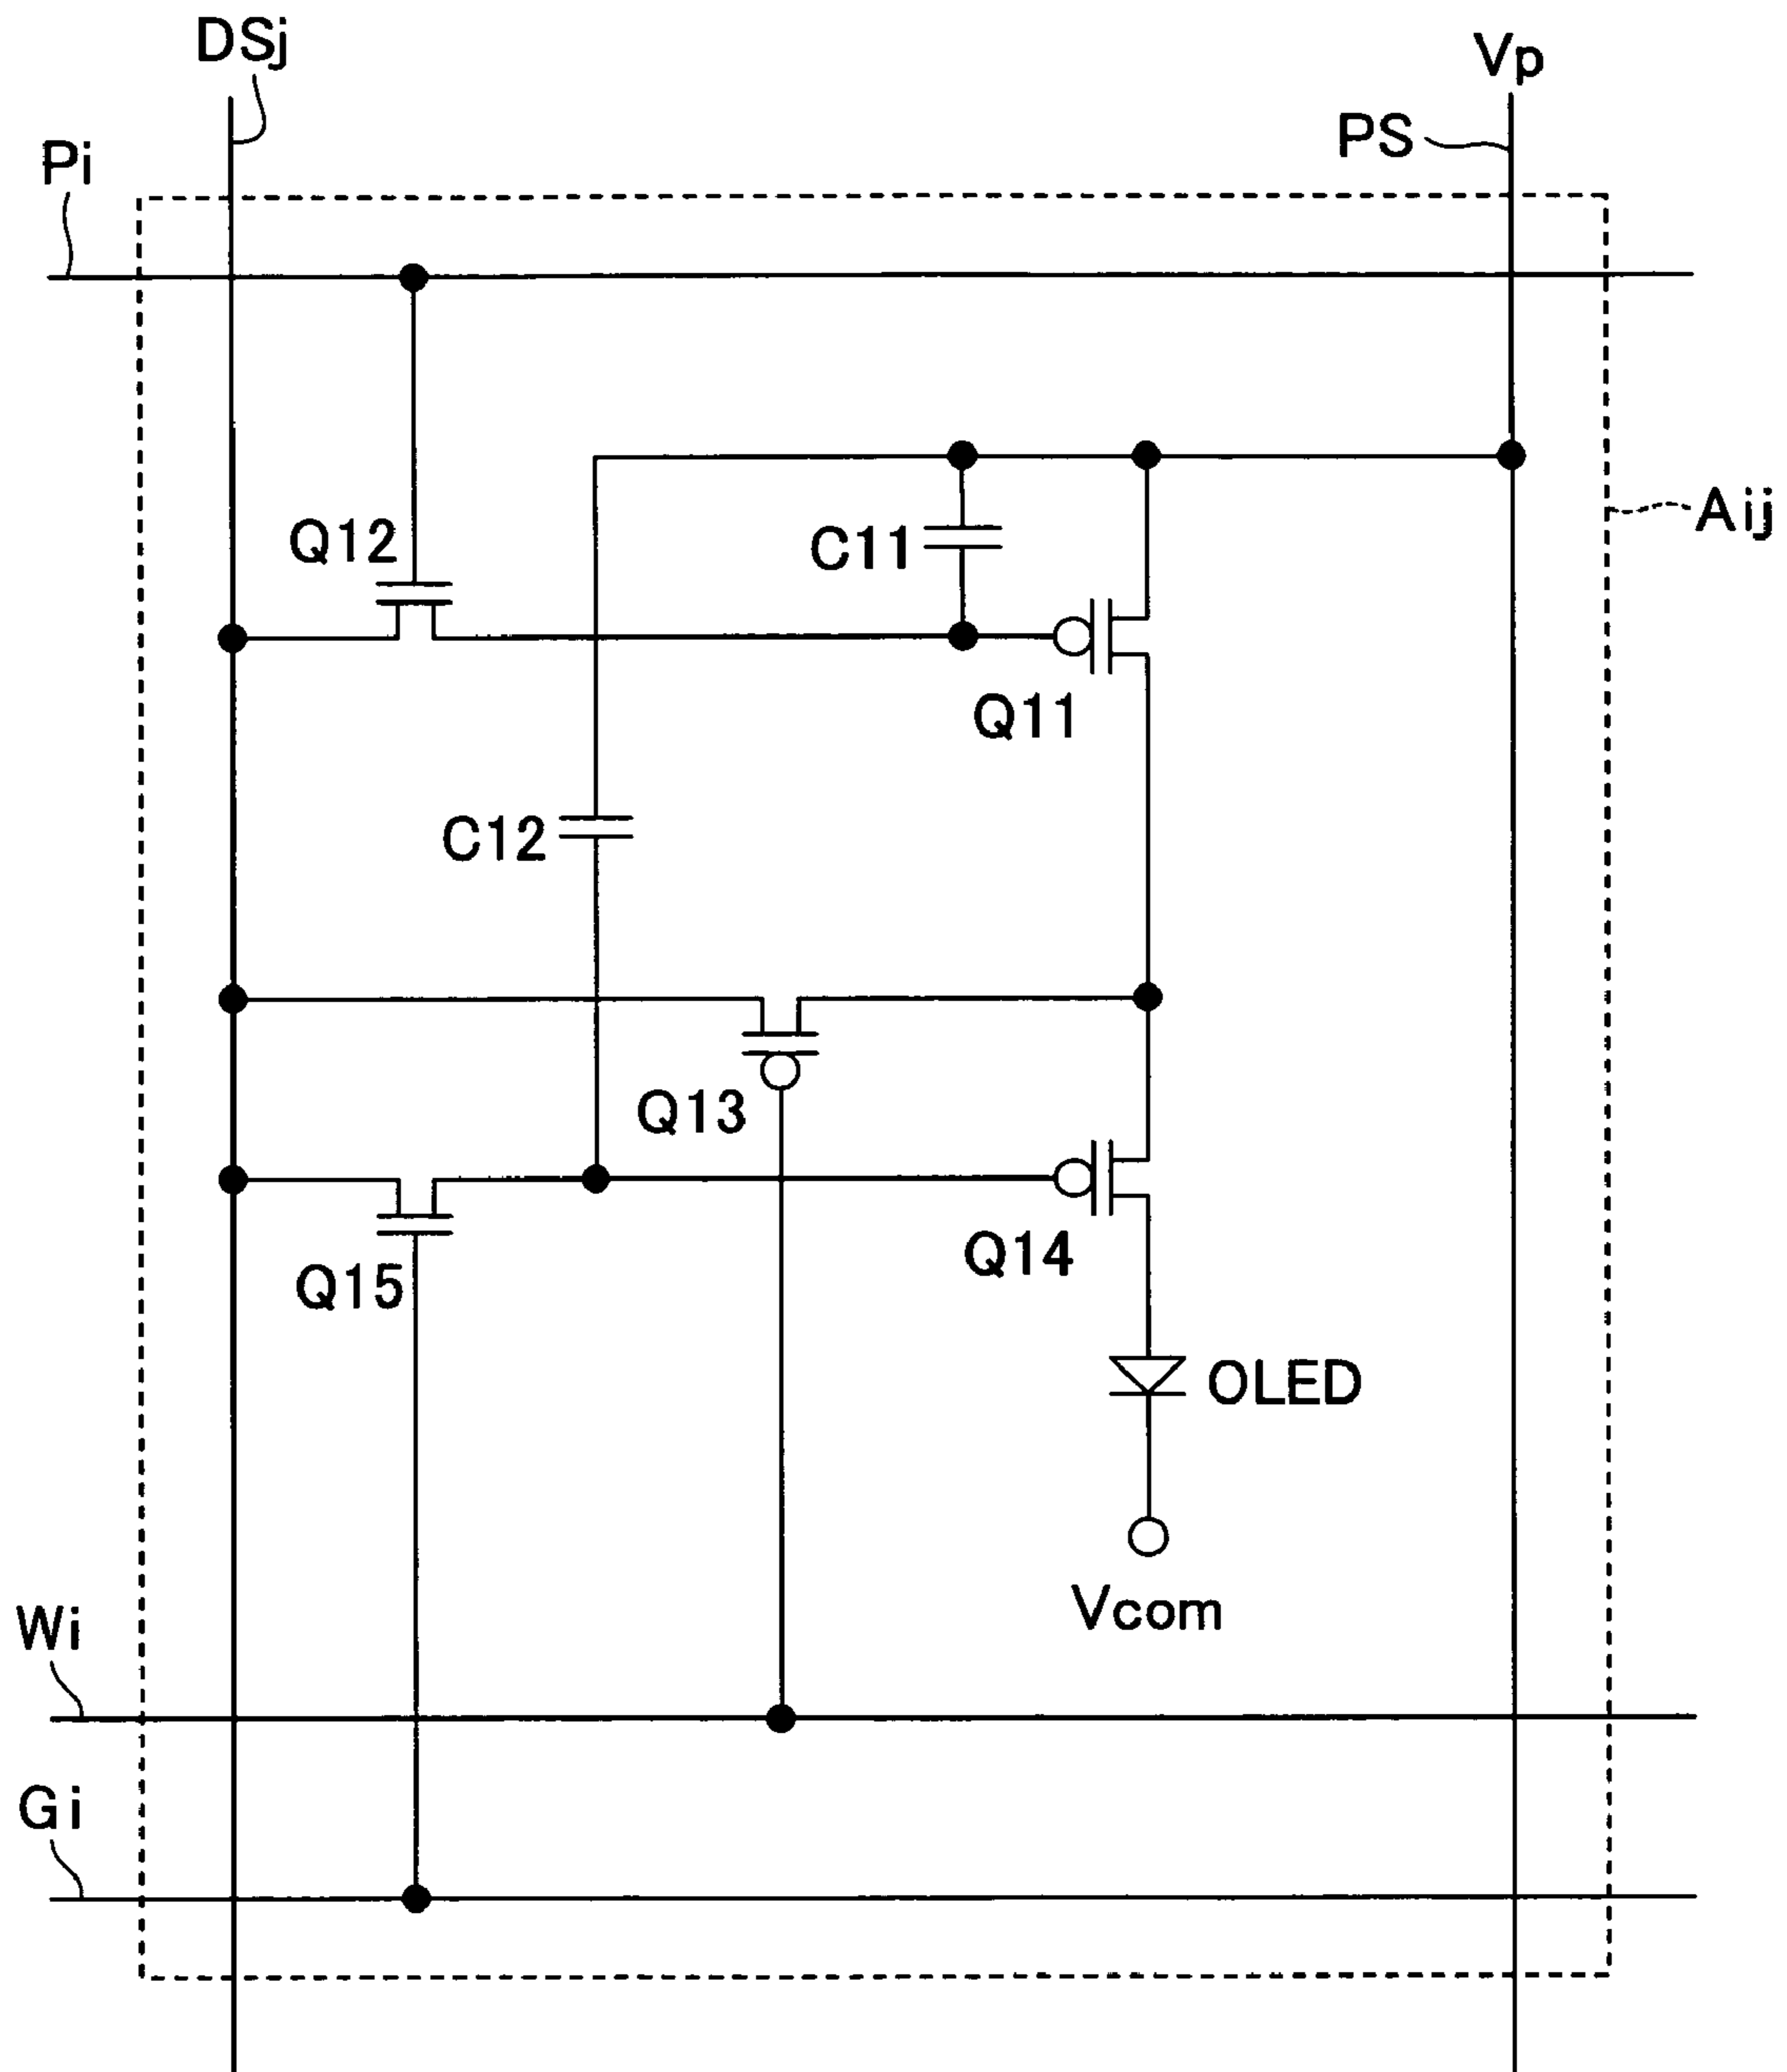 DSj
Vp
PS
Pi
Aij
Q12
C11
Q11
C12
Q13
Q14
Q15
OLED
Vcom
Wi
Gi